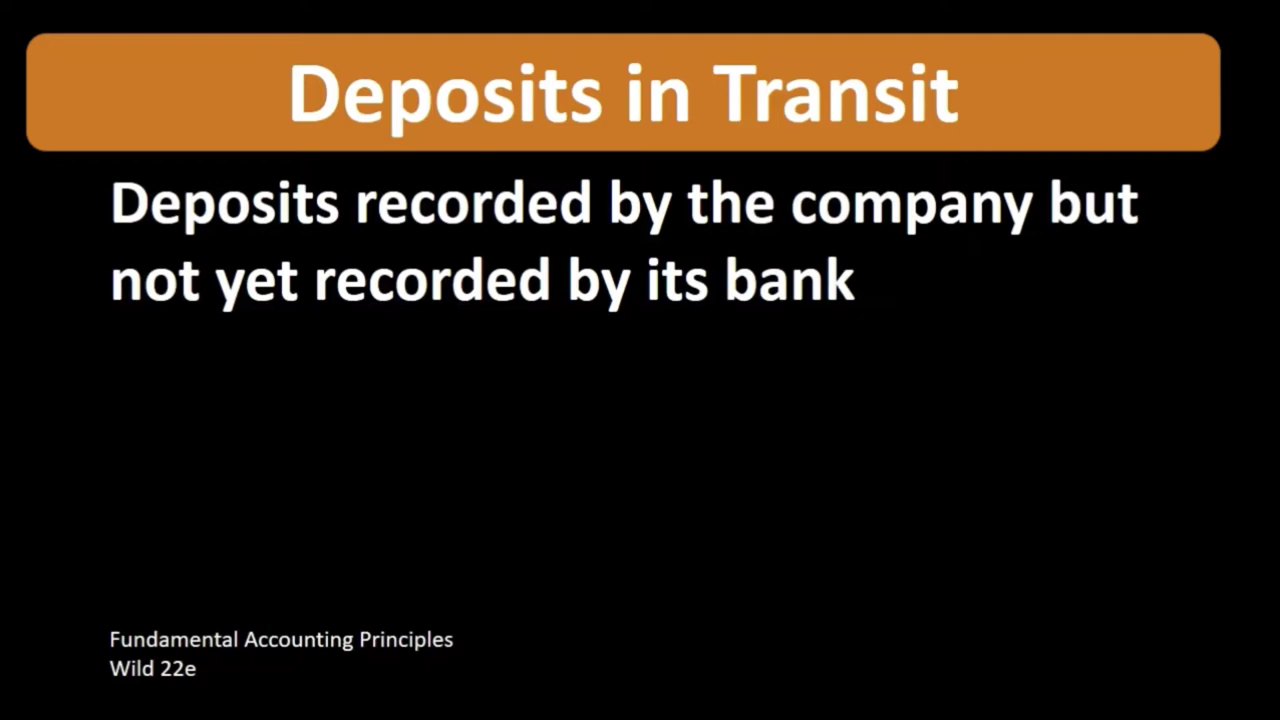 Deposits in Transit
Deposits recorded by the company but
not yet recorded by its bank
Fundamental Accounting Principles
Wild 22e